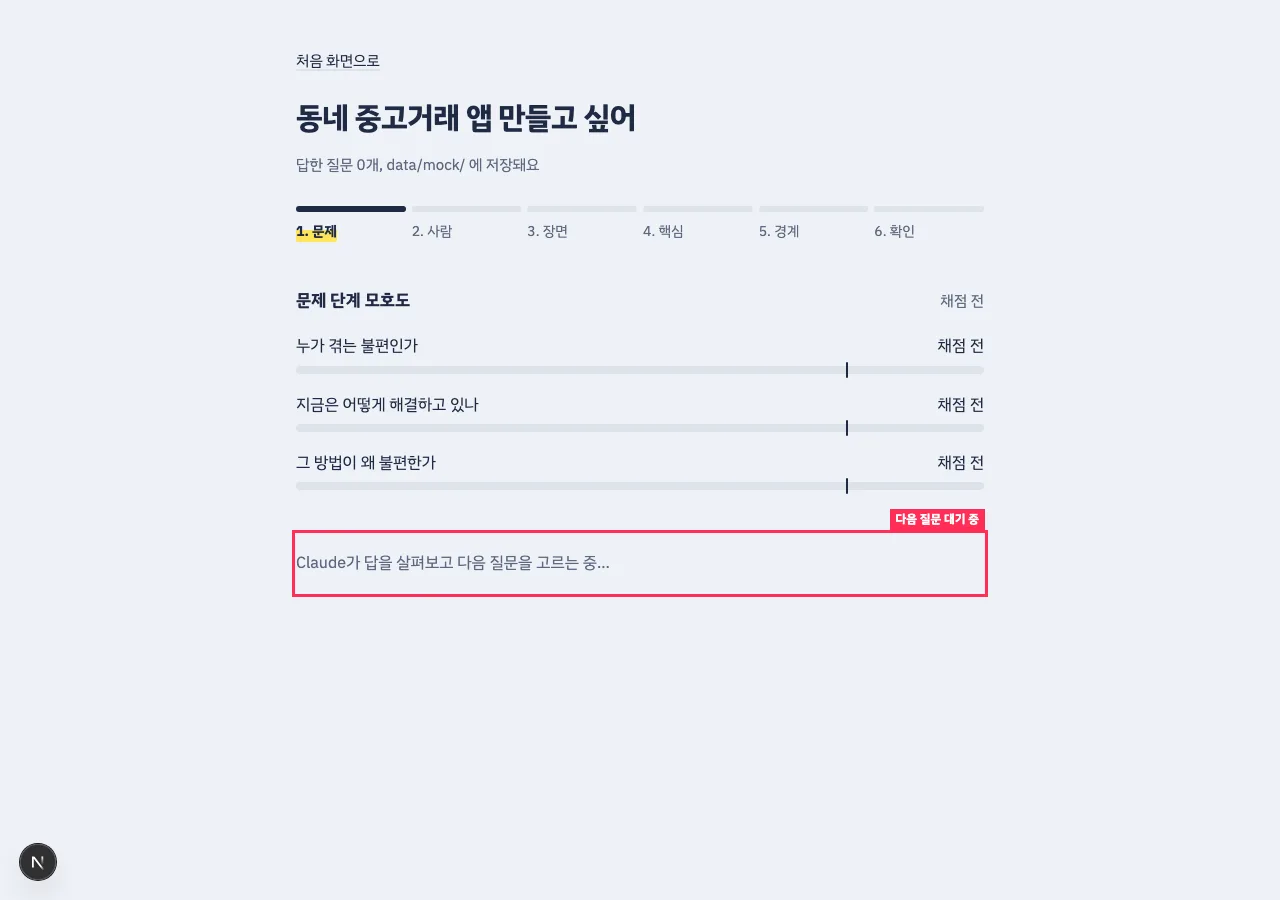 처음 화면으로
동네 중고거래 앱 만들고 싶어
답한 질문 0개, data/mock/ 에 저장돼요
1. 문제
2. 사람
3. 장면
4. 핵심
5. 경계
6. 확인
문제 단계 모호도
채점 전
누가 겪는 불편인가
채점 전
지금은 어떻게 해결하고 있나
채점 전
그 방법이 왜 불편한가
채점 전
다음 질문 대기 중
Claude가 답을 살펴보고 다음 질문을 고르는 중...
N